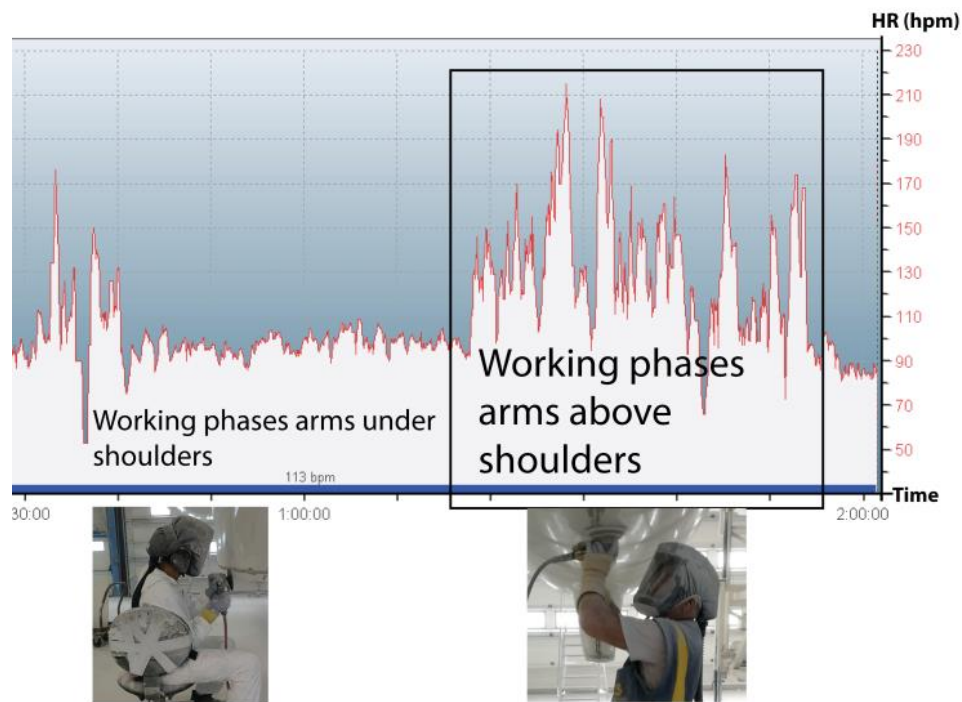 HR (hpm)
230
210
190
170
150
130
110
90
70
50
Working phases arms under
shoulders
Working phases
arms above
shoulders
113 bpm
Time
30:00
1:00:00
2:00:00